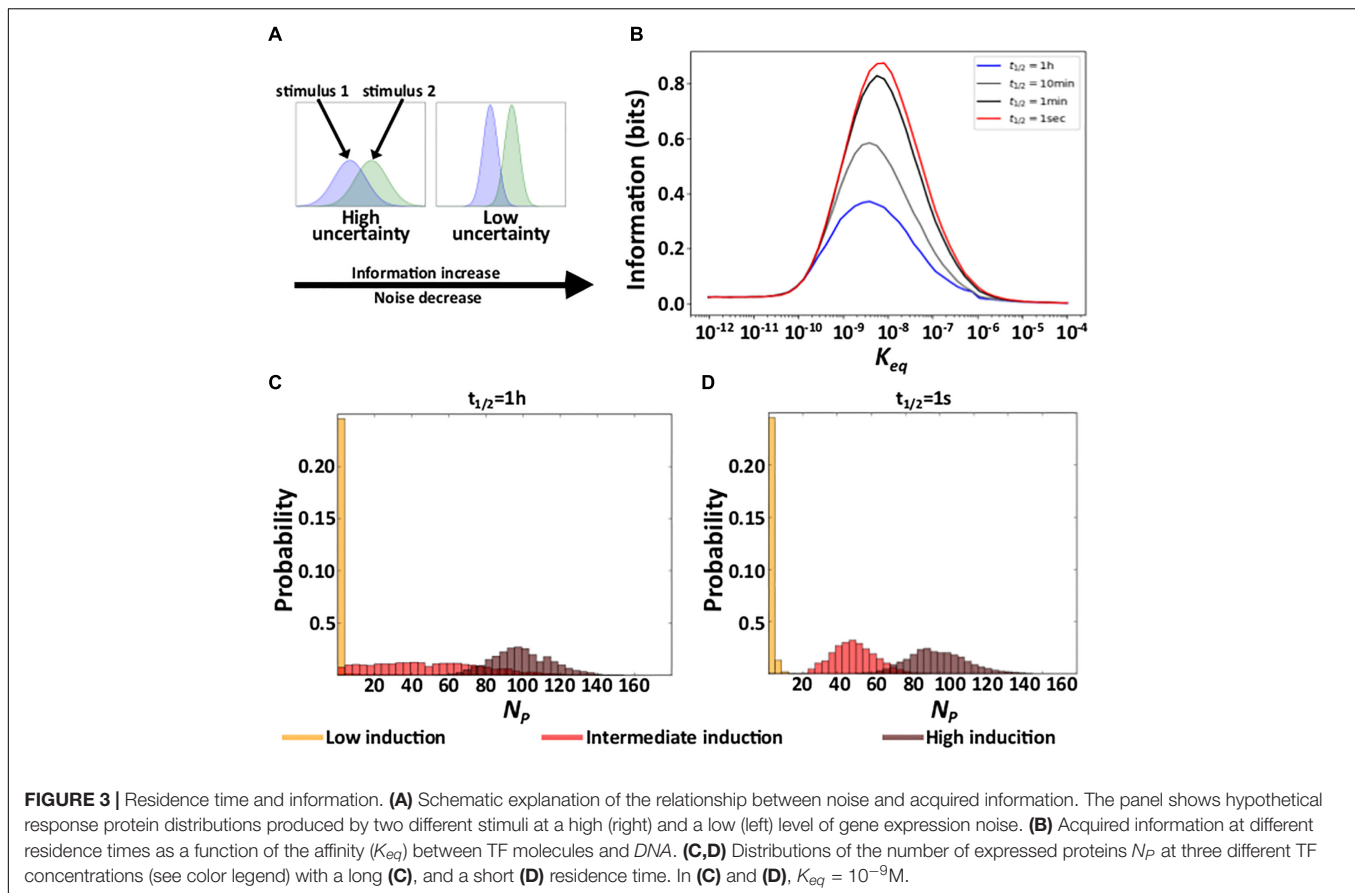 A
stimulus 1
stimulus 2
High
uncertainty
Low
uncertainty
Information increase
Noise decrease
B
Information (bits)
0.8
0.6
0.4
0.2
0.0
t1/2 = 1h
t1/2 = 10min
t1/2 = 1min
t1/2 = 1sec
10-12 10-11 10-10 10-9 10-8 10-7 10-6 10-5 10-4
Keq
C
t1/2=1h
Probability
0.20
0.15
0.10
0.5
20 40 60 80 100 120 140 160
NP
D
t1/2=1s
Probability
0.20
0.15
0.10
0.5
20 40 60 80 100 120 140 160
NP
Low induction
Intermediate induction
High inducition
FIGURE 3 | Residence time and information. (A) Schematic explanation of the relationship between noise and acquired information. The panel shows hypothetical
response protein distributions produced by two different stimuli at a high (right) and a low (left) level of gene expression noise. (B) Acquired information at different
residence times as a function of the affinity (Keq) between TF molecules and DNA. (C,D) Distributions of the number of expressed proteins NP at three different TF
concentrations (see color legend) with a long (C), and a short (D) residence time. In (C) and (D), Keq = 10−9M.